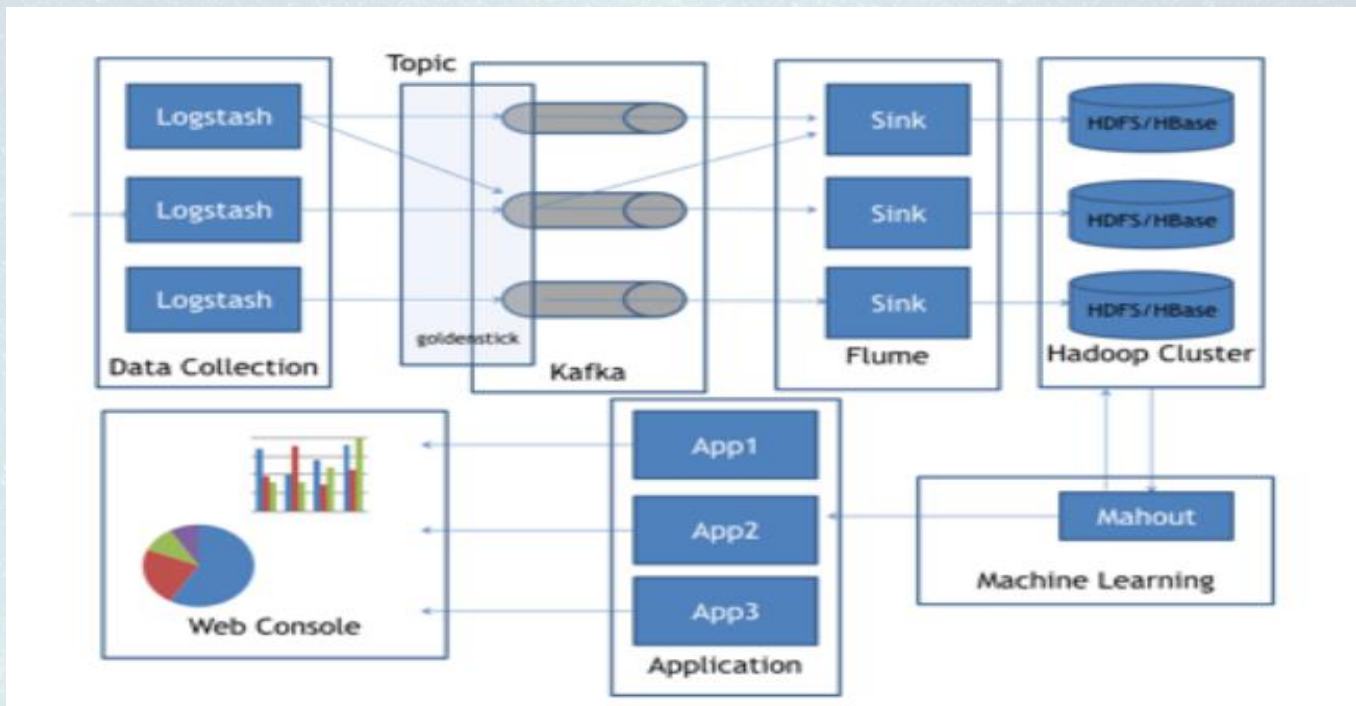 Topic
Logstash
Logstash
Logstash
Data Collection
goldenstick
Kafka
Sink
Sink
Sink
Flume
HDFS/HBase
HDFS/HBase
HDFS/HBase
Hadoop Cluster
Web Console
App1
App2
App3
Application
Mahout
Machine Learning